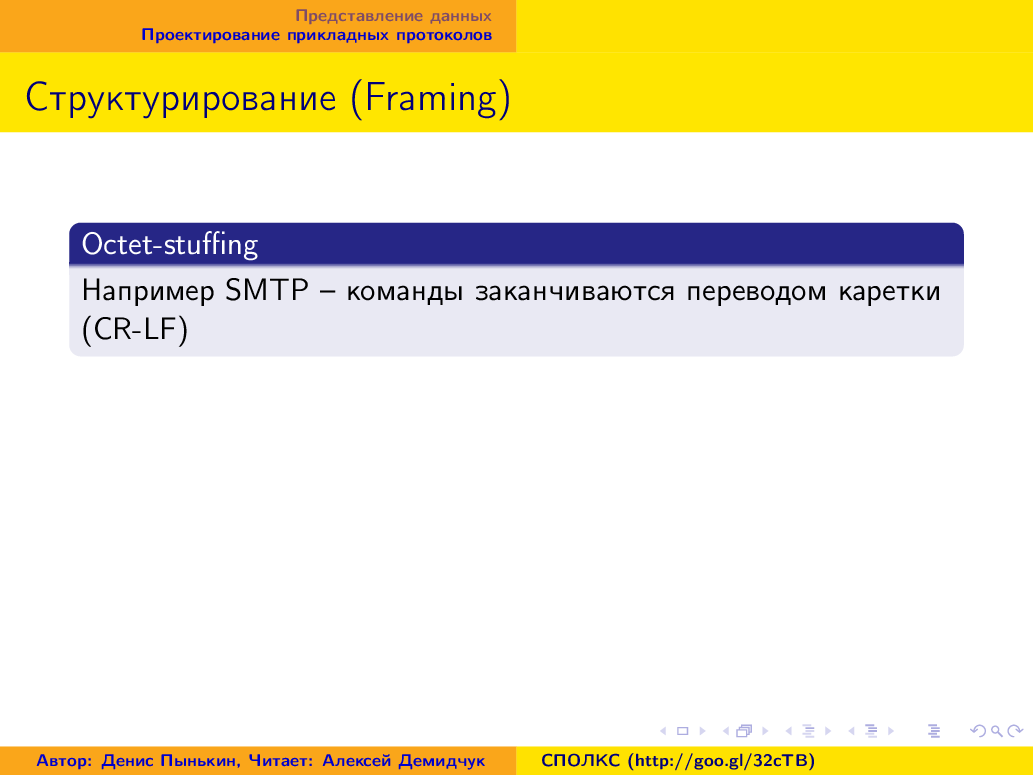 Представление данных
Проектирование прикладных протоколов
Структурирование (Framing)
Octet-stuffing
Например SMTP – команды заканчиваются переводом каретки
(CR-LF)
Автор: Денис Пынькин, Читает: Алексей Демидчук
СПОЛКС (http://goo.gl/32cTB)